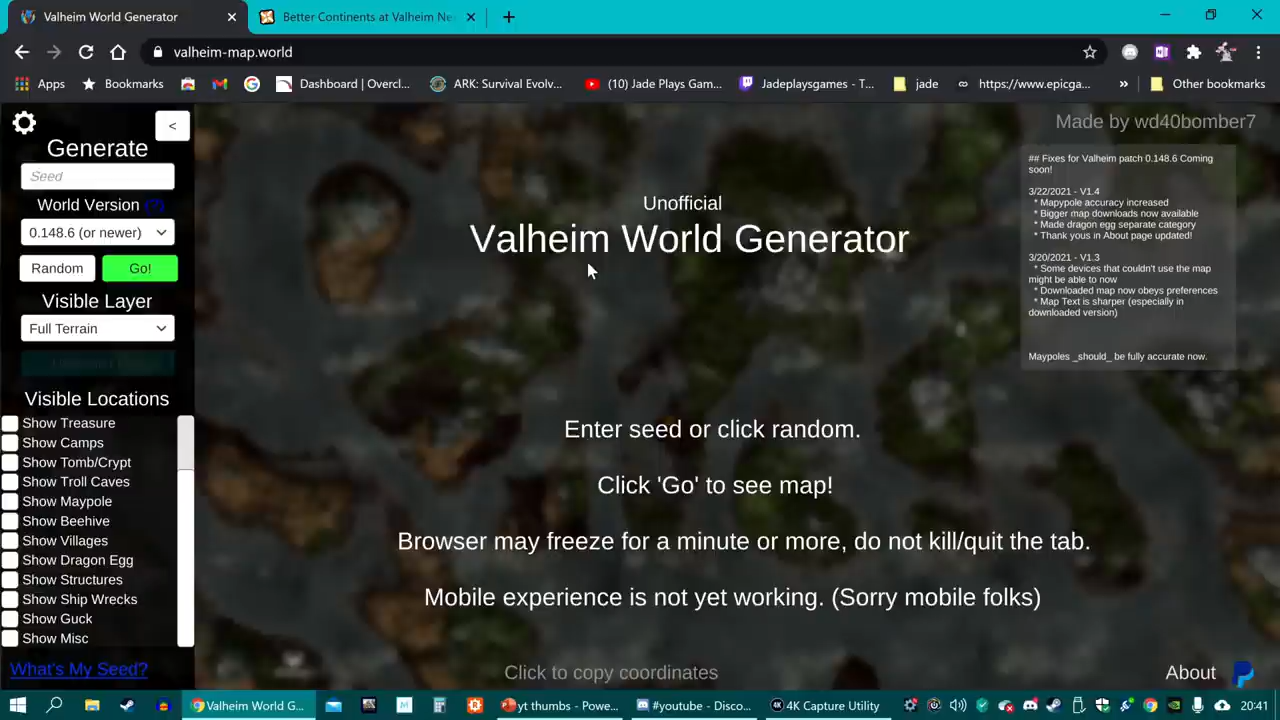 Valheim World Generator
Better Continents at Valheim Ne
valheim-map.world
Apps
Bookmarks
Dashboard | Overcl...
ARK: Survival Evolv...
(10) Jade Plays Gam...
Jadeplaysgames - T...
jade
https://www.epicga...
Other bookmarks
<
Generate
Seed
World Version (?)
0.148.6 (or newer)
Random
Go!
Visible Layer
Full Terrain
Visible Locations
Show Treasure
Show Camps
Show Tomb/Crypt
Show Troll Caves
Show Maypole
Show Beehive
Show Villages
Show Dragon Egg
Show Structures
Show Ship Wrecks
Show Guck
Show Misc
What's My Seed?
Unofficial
Valheim World Generator
Enter seed or click random.
Click 'Go' to see map!
Browser may freeze for a minute or more, do not kill/quit the tab.
Mobile experience is not yet working. (Sorry mobile folks)
Click to copy coordinates
Made by wd40bomber7
## Fixes for Valheim patch 0.148.6 Coming
soon!
3/22/2021 - V1.4
* Mapypole accuracy increased
* Bigger map downloads now available
* Made dragon egg separate category
* Thank yous in About page updated!
3/20/2021 - V1.3
* Some devices that couldn't use the map
might be able to now
* Downloaded map now obeys preferences
* Map Text is sharper (especially in
downloaded version)
Maypoles _should_ be fully accurate now.
About
Valheim World G...
yt thumbs - Powe...
#youtube - Disco...
4K Capture Utility
20:41